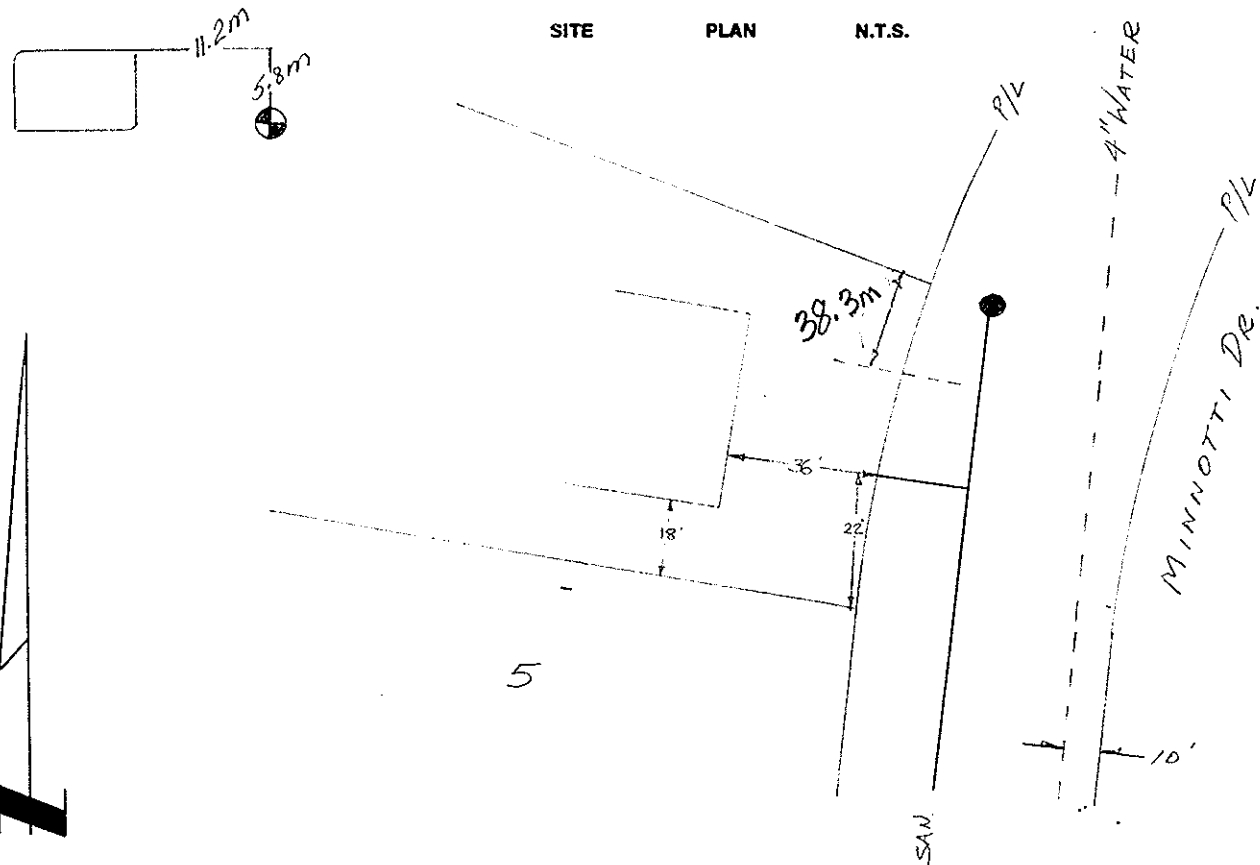 SITE PLAN N.T.S.
11.2m
5.8m
P/L
4" WATER
P/L
38.3m
MINNOTTI DR.
36'
18'
22'
5
10'
SAN.